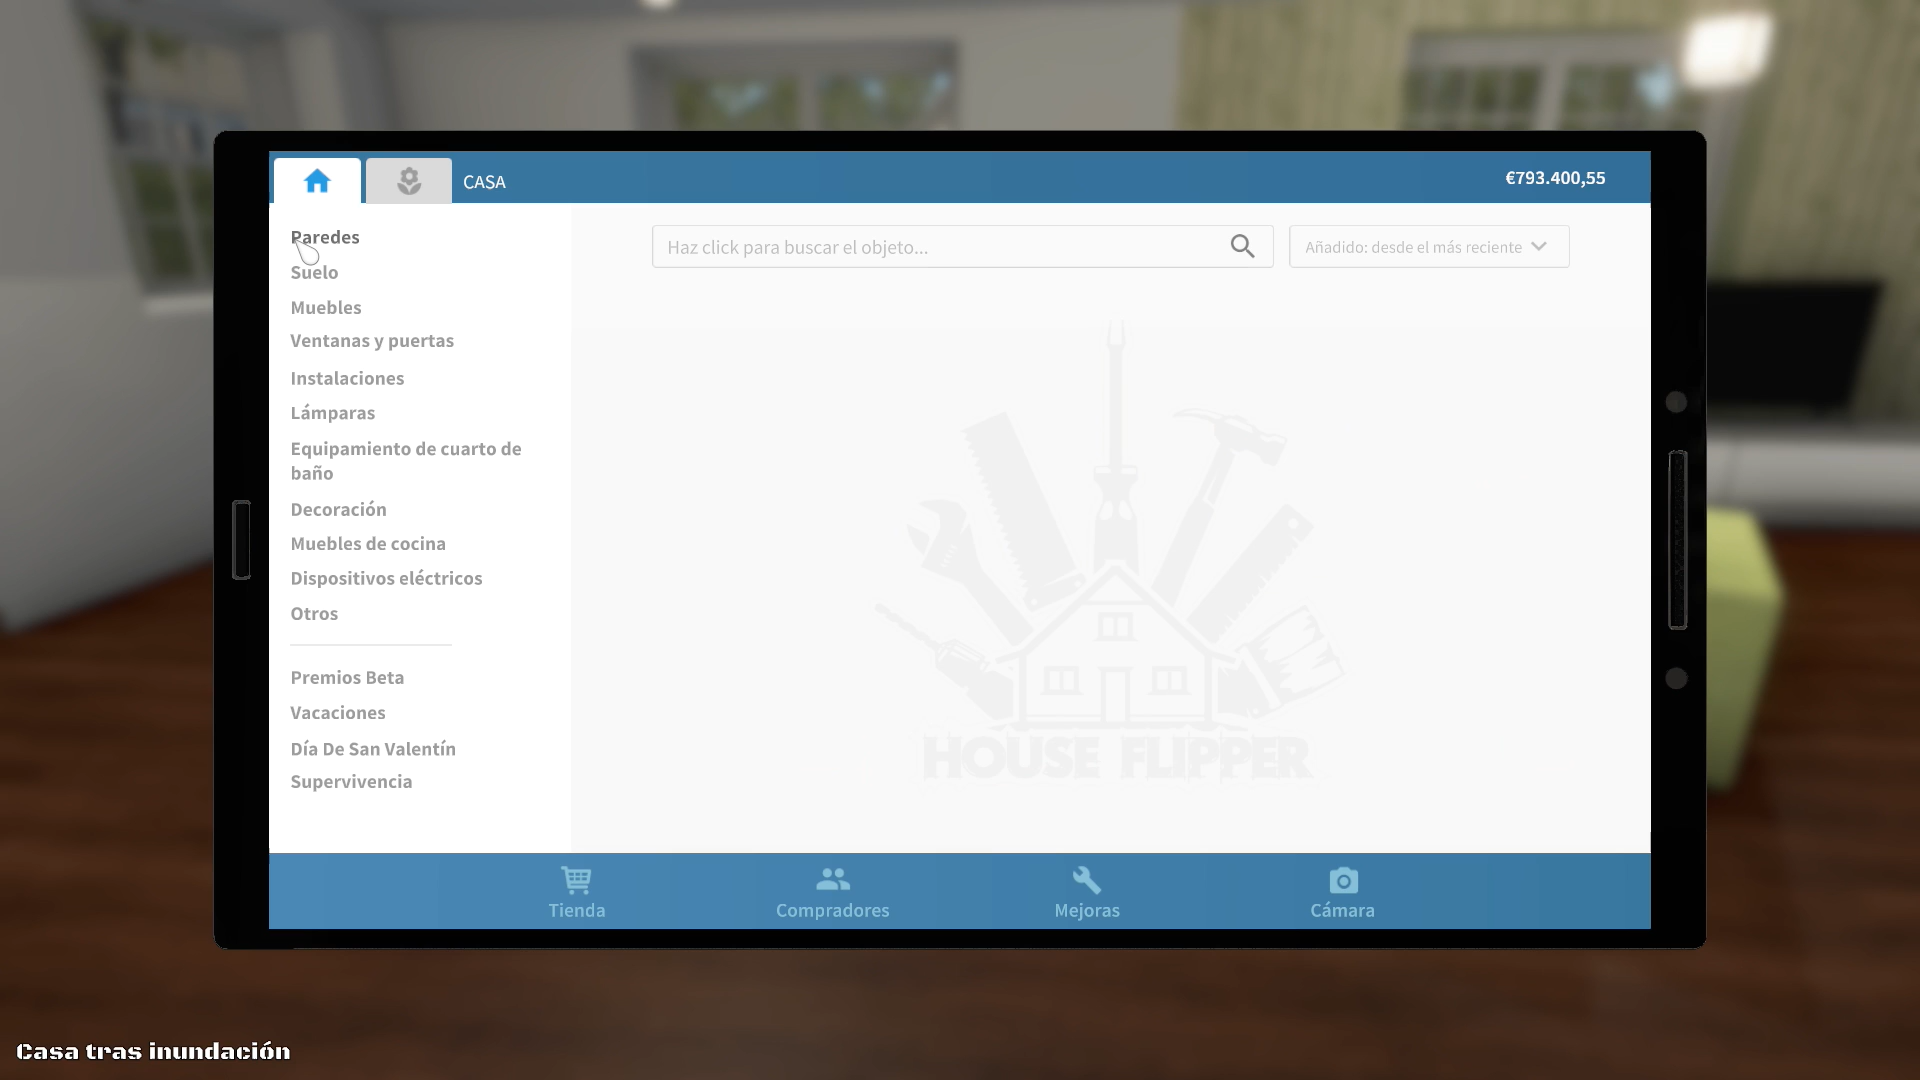 CASA
€793.400,55
Paredes
Suelo
Muebles
Ventanas y puertas
Instalaciones
Lámparas
Equipamiento de cuarto de
baño
Decoración
Muebles de cocina
Dispositivos eléctricos
Otros
Premios Beta
Vacaciones
Día De San Valentín
Supervivencia
Haz click para buscar el objeto...
Añadido: desde el más reciente
HOUSE FLIPPER
Tienda
Compradores
Mejoras
Cámara
Casa tras inundación